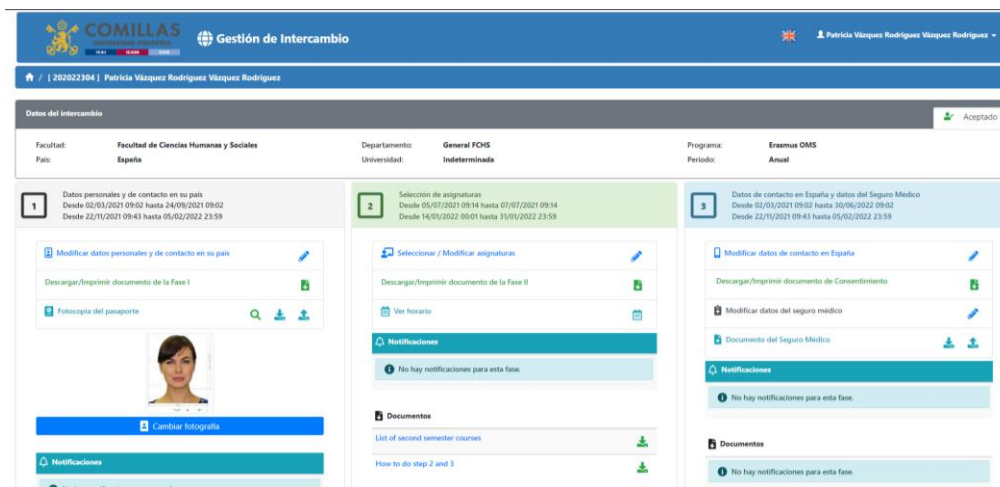 COMILLAS
UNIVERSIDAD PONTIFICIA
ICAI ICADE CIHS
Gestión de Intercambio
Patricia Vázquez Rodríguez Vázquez Rodríguez
/ [ 202022304 ] Patricia Vázquez Rodríguez Vázquez Rodríguez
Datos del intercambio
Aceptado
Facultad: Facultad de Ciencias Humanas y Sociales
Departamento: General FCHS
Programa: Erasmus OMS
País: España
Universidad: Indeterminada
Periodo: Anual
1
Datos personales y de contacto en su país
Desde 02/03/2021 09:02 hasta 24/09/2021 09:02
Desde 22/11/2021 09:43 hasta 05/02/2022 23:59
Modificar datos personales y de contacto en su país
Descargar/Imprimir documento de la Fase I
Fotocopia del pasaporte
Cambiar fotografía
Notificaciones
2
Selección de asignaturas
Desde 05/07/2021 09:14 hasta 07/07/2021 09:14
Desde 14/01/2022 00:01 hasta 31/01/2022 23:59
Seleccionar / Modificar asignaturas
Descargar/Imprimir documento de la Fase II
Ver horario
Notificaciones
No hay notificaciones para esta fase.
Documentos
List of second semester courses
How to do step 2 and 3
3
Datos de contacto en España y datos del Seguro Médico
Desde 02/03/2021 09:02 hasta 30/06/2022 09:02
Desde 22/11/2021 09:43 hasta 05/02/2022 23:59
Modificar datos de contacto en España
Descargar/Imprimir documento de Consentimiento
Modificar datos del seguro médico
Documento del Seguro Médico
Notificaciones
No hay notificaciones para esta fase.
Documentos
No hay notificaciones para esta fase.